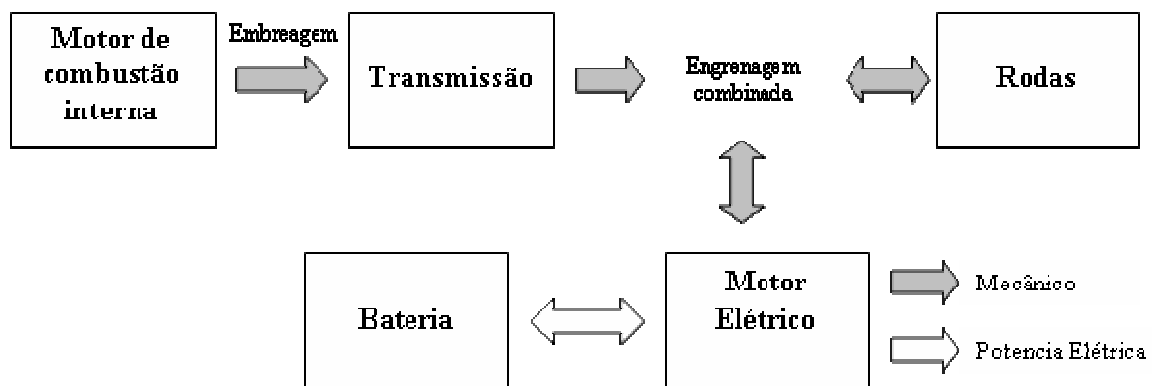 Motor de
combustão
interna
Embreagem
Transmissão
Engrenagem
combinada
Rodas
Bateria
Motor
Elétrico
Mecânico
Potencia Elétrica